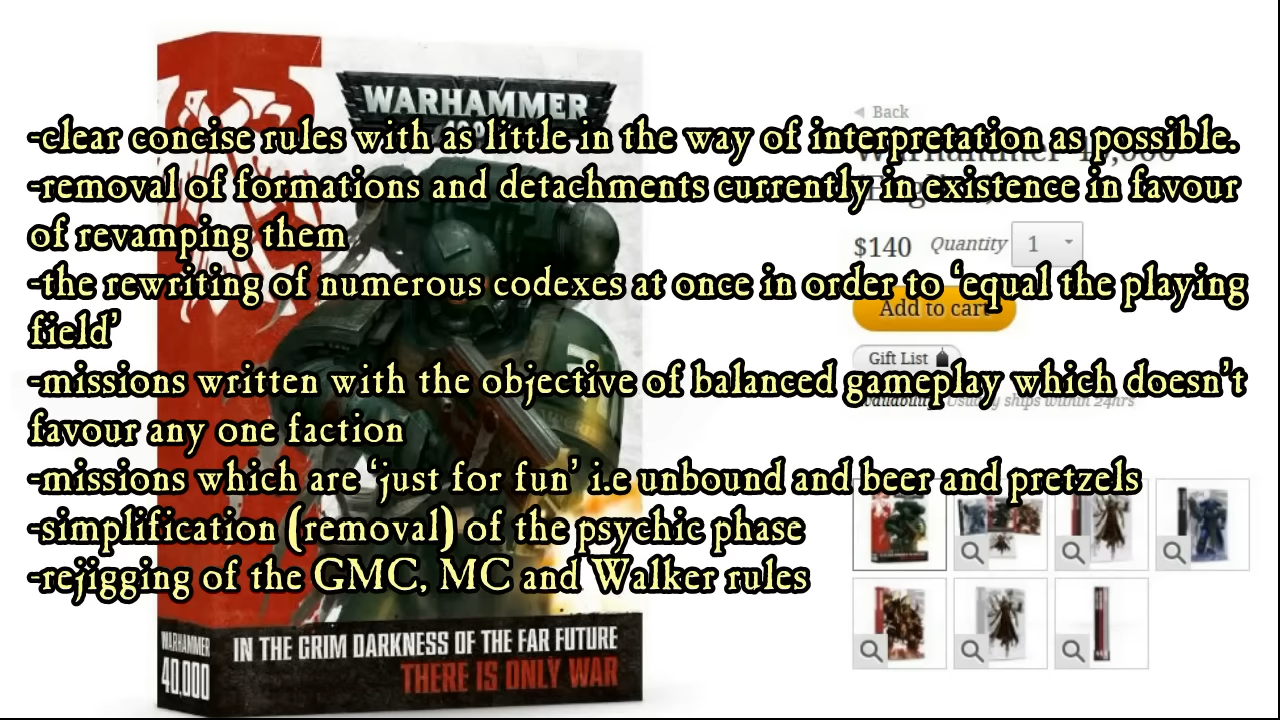 WARHAMMER
Back
-clear concise rules with as little in the way of interpretation as possible.
-removal of formations and detachments currently in existence in favour
of revamping them
$140 Quantity 1
-the rewriting of numerous codexes at once in order to ‘equal the playing
field’
Add to cart
Gift List
-missions written with the objective of balanced gameplay which doesn’t
Usually ships within 24hrs
favour any one faction
-missions which are ‘just for fun’ i.e unbound and beer and pretzels
-simplification (removal) of the psychic phase
-rejigging of the GMC, MC and Walker rules
WARHAMMER
40,000
IN THE GRIM DARKNESS OF THE FAR FUTURE
THERE IS ONLY WAR